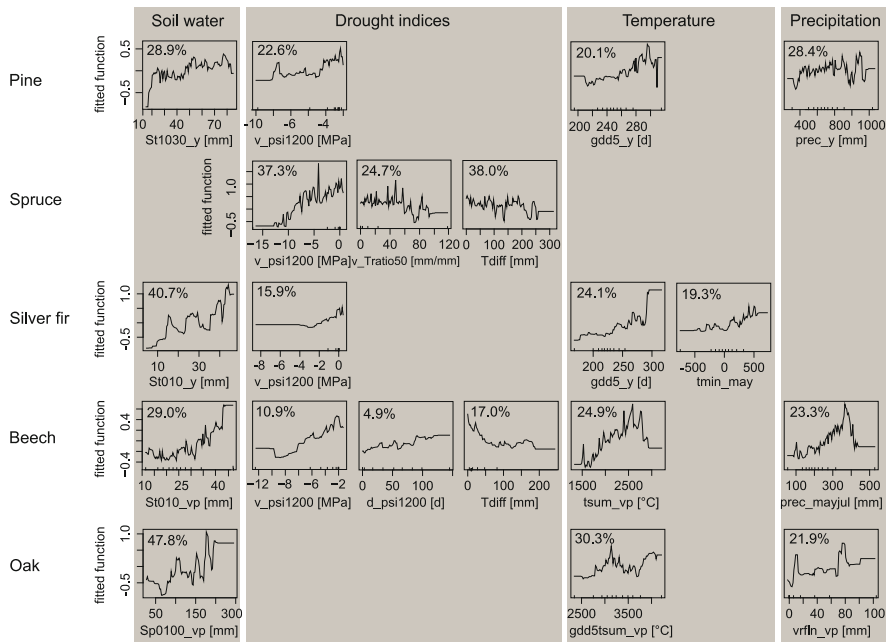 Soil water Drought indices Temperature Precipitation
Pine
fitted function
0.5
-0.5
28.9%
10 40 70
St1030_y [mm]
22.6%
-10 -6 -4
v_psi1200 [MPa]
20.1%
200 240 280
gdd5_y [d]
28.4%
400 800 1000
prec_y [mm]
Spruce
fitted function
1.0
-0.5
37.3%
-15 -10 -5 0
v_psi1200 [MPa]
24.7%
0 40 80 120
v_Tratio50 [mm/mm]
38.0%
0 100 200 300
Tdiff [mm]
Silver fir
fitted function
1.0
-0.5
40.7%
10 30
St010_y [mm]
15.9%
-8 -6 -4 -2 0
v_psi1200 [MPa]
24.1%
200 250 300
gdd5_y [d]
19.3%
-500 0 500
tmin_may
Beech
fitted function
0.4
-0.4
29.0%
10 20 40
St010_vp [mm]
10.9%
-12 -8 -6 -2
v_psi1200 [MPa]
4.9%
0 50 100
d_psi1200 [d]
17.0%
0 100 200
Tdiff [mm]
24.9%
1500 2500
tsum_vp [°C]
23.3%
100 300 500
prec_mayjul [mm]
Oak
fitted function
1.0
-0.5
47.8%
50 150 300
Sp0100_vp [mm]
30.3%
2500 3500
gdd5tsum_vp [°C]
21.9%
0 40 80 100
vrfln_vp [mm]